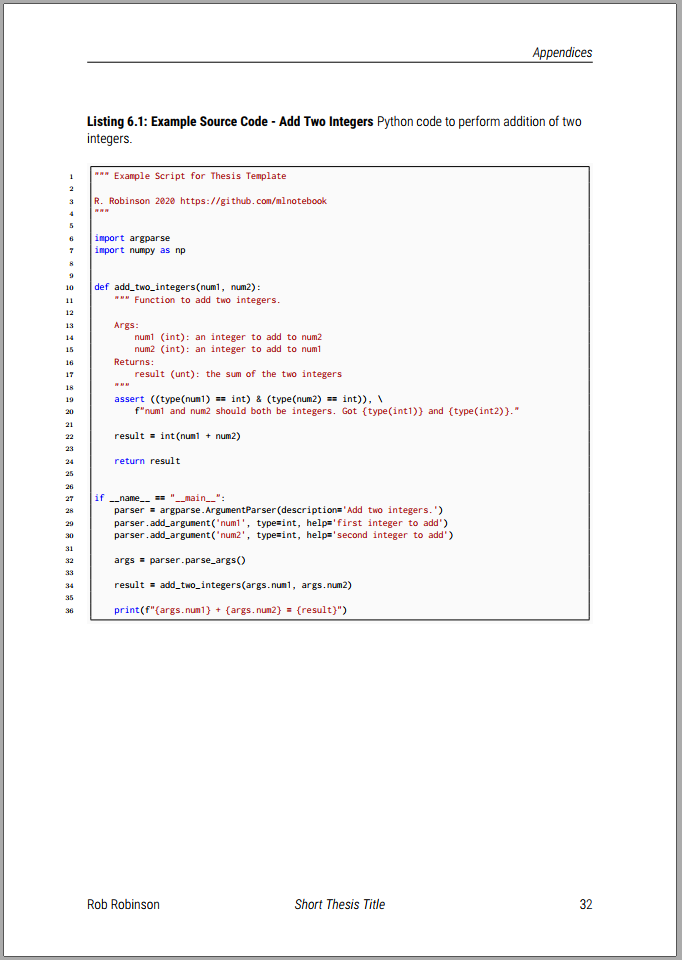 Appendices
Listing 6.1: Example Source Code - Add Two Integers Python code to perform addition of two
integers.
1 """ Example Script for Thesis Template
2
3 R. Robinson 2020 https://github.com/mlnotebook
4 """
5
6 import argparse
7 import numpy as np
8
9
10 def add_two_integers(num1, num2):
11     """ Function to add two integers.
12
13     Args:
14         num1 (int): an integer to add to num2
15         num2 (int): an integer to add to num1
16     Returns:
17         result (unt): the sum of the two integers
18     """
19     assert ((type(num1) == int) & (type(num2) == int)), \
20         f"num1 and num2 should both be integers. Got {type(int1)} and {type(int2)}."
21
22     result = int(num1 + num2)
23
24     return result
25
26
27 if __name__ == "__main__":
28     parser = argparse.ArgumentParser(description='Add two integers.')
29     parser.add_argument('num1', type=int, help='first integer to add')
30     parser.add_argument('num2', type=int, help='second integer to add')
31
32     args = parser.parse_args()
33
34     result = add_two_integers(args.num1, args.num2)
35
36     print(f"{args.num1} + {args.num2} = {result}")
Rob Robinson Short Thesis Title 32